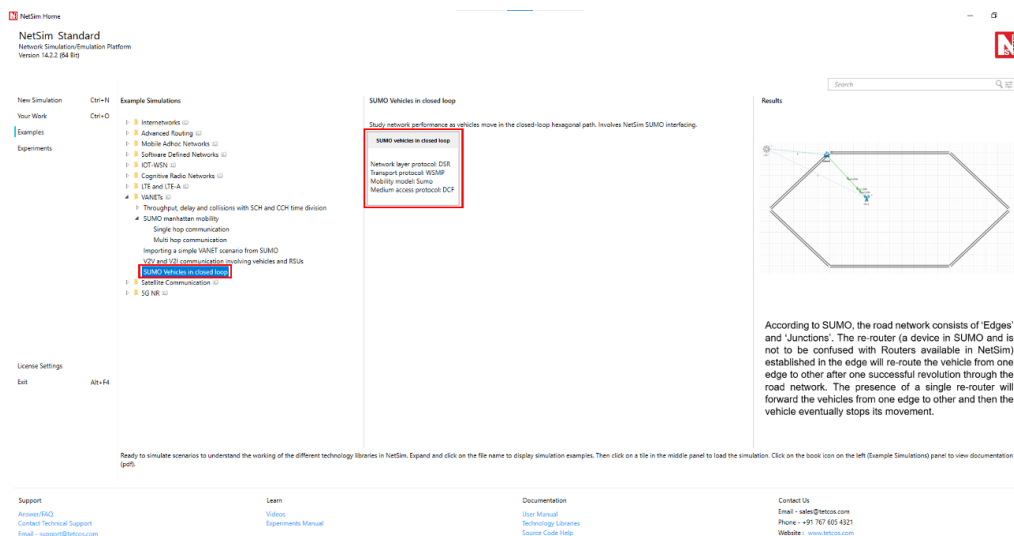 NetSim Home
NetSim Standard
Network Simulation/Emulation Platform
Version 14.2.2 (64 Bit)
Search
New Simulation Ctrl+N
Your Work Ctrl+O
Examples
Experiments
License Settings
Exit Alt+F4
Example Simulations
Internetworks
Advanced Routing
Mobile Adhoc Networks
Software Defined Networks
IOT-WSN
Cognitive Radio Networks
LTE and LTE-A
VANETs
Throughput, delay and collisions with SCH and CCH time division
SUMO manhattan mobility
Single hop communication
Multi hop communication
Importing a simple VANET scenario from SUMO
V2V and V2I communication involving vehicles and RSUs
SUMO Vehicles in closed loop
Satellite Communication
5G NR
SUMO Vehicles in closed loop
Study network performance as vehicles move in the closed-loop hexagonal path. Involves NetSim SUMO interfacing.
SUMO vehicles in closed loop
Network layer protocol: DSR
Transport protocol: WSMP
Mobility model: Sumo
Medium access protocol: DCF
Results
According to SUMO, the road network consists of 'Edges'
and 'Junctions'. The re-router (a device in SUMO and is
not to be confused with Routers available in NetSim)
established in the edge will re-route the vehicle from one
edge to other after one successful revolution through the
road network. The presence of a single re-router will
forward the vehicles from one edge to other and then the
vehicle eventually stops its movement.
Ready to simulate scenarios to understand the working of the different technology libraries in NetSim. Expand and click on the file name to display simulation examples. Then click on a tile in the middle panel to load the simulation. Click on the book icon on the left (Example Simulations) panel to view documentation
(pdf).
Support
Answer/FAQ
Contact Technical Support
Email - support@tetcos.com
Learn
Videos
Experiments Manual
Documentation
User Manual
Technology Libraries
Source Code Help
Contact Us
Email - sales@tetcos.com
Phone - +91 767 605 4321
Website : www.tetcos.com